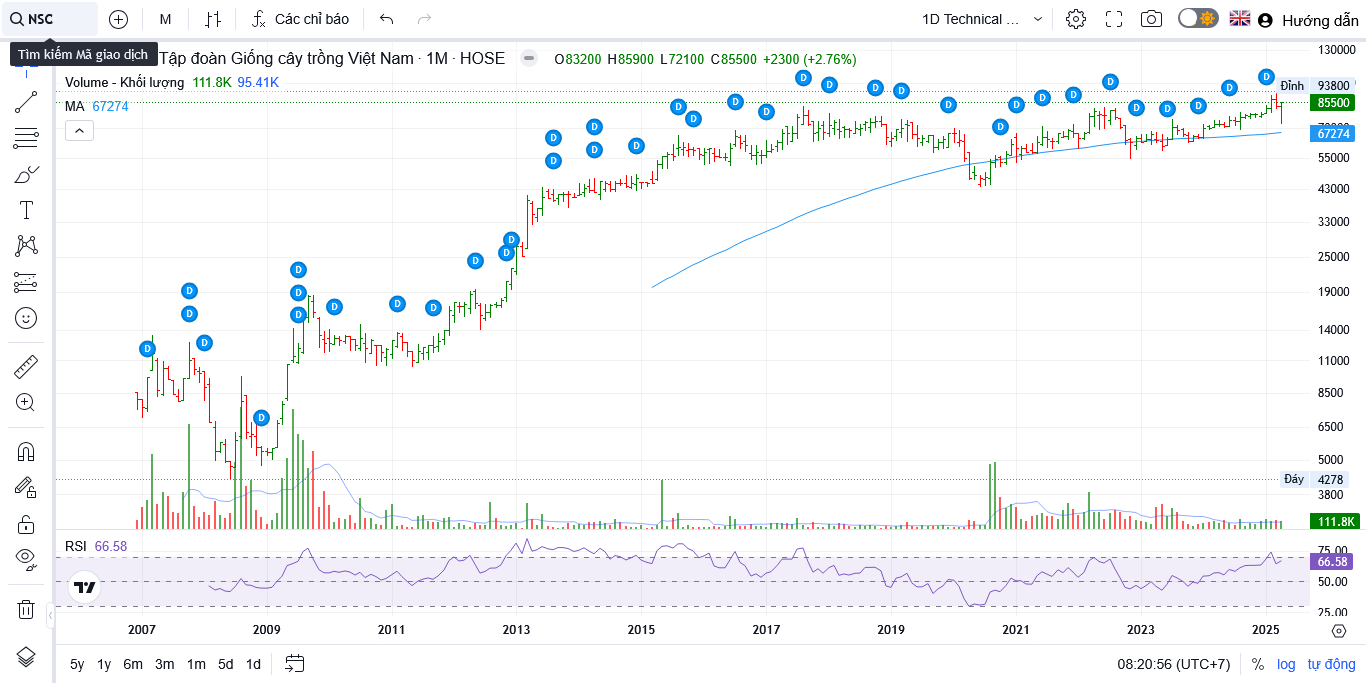 NSC
M
Các chỉ báo
1D Technical ...
Hướng dẫn
Tìm kiếm Mã giao dịch
Tập đoàn Giống cây trồng Việt Nam · 1M · HOSE
O83200 H85900 L72100 C85500 +2300 (+2.76%)
Volume - Khối lượng 111.8K 95.41K
MA 67274
130000
Đỉnh 93800
85500
67274
55000
43000
33000
25000
19000
14000
11000
8500
6500
5000
Đáy 4278
3800
111.8K
D D D D D D D D D D D D D D D D D D D D D D D D D D D D D D D D D D D D D D D
RSI 66.58
75.00
66.58
50.00
25.00
2007 2009 2011 2013 2015 2017 2019 2021 2023 2025
5y 1y 6m 3m 1m 5d 1d
08:20:56 (UTC+7)
% log tự động